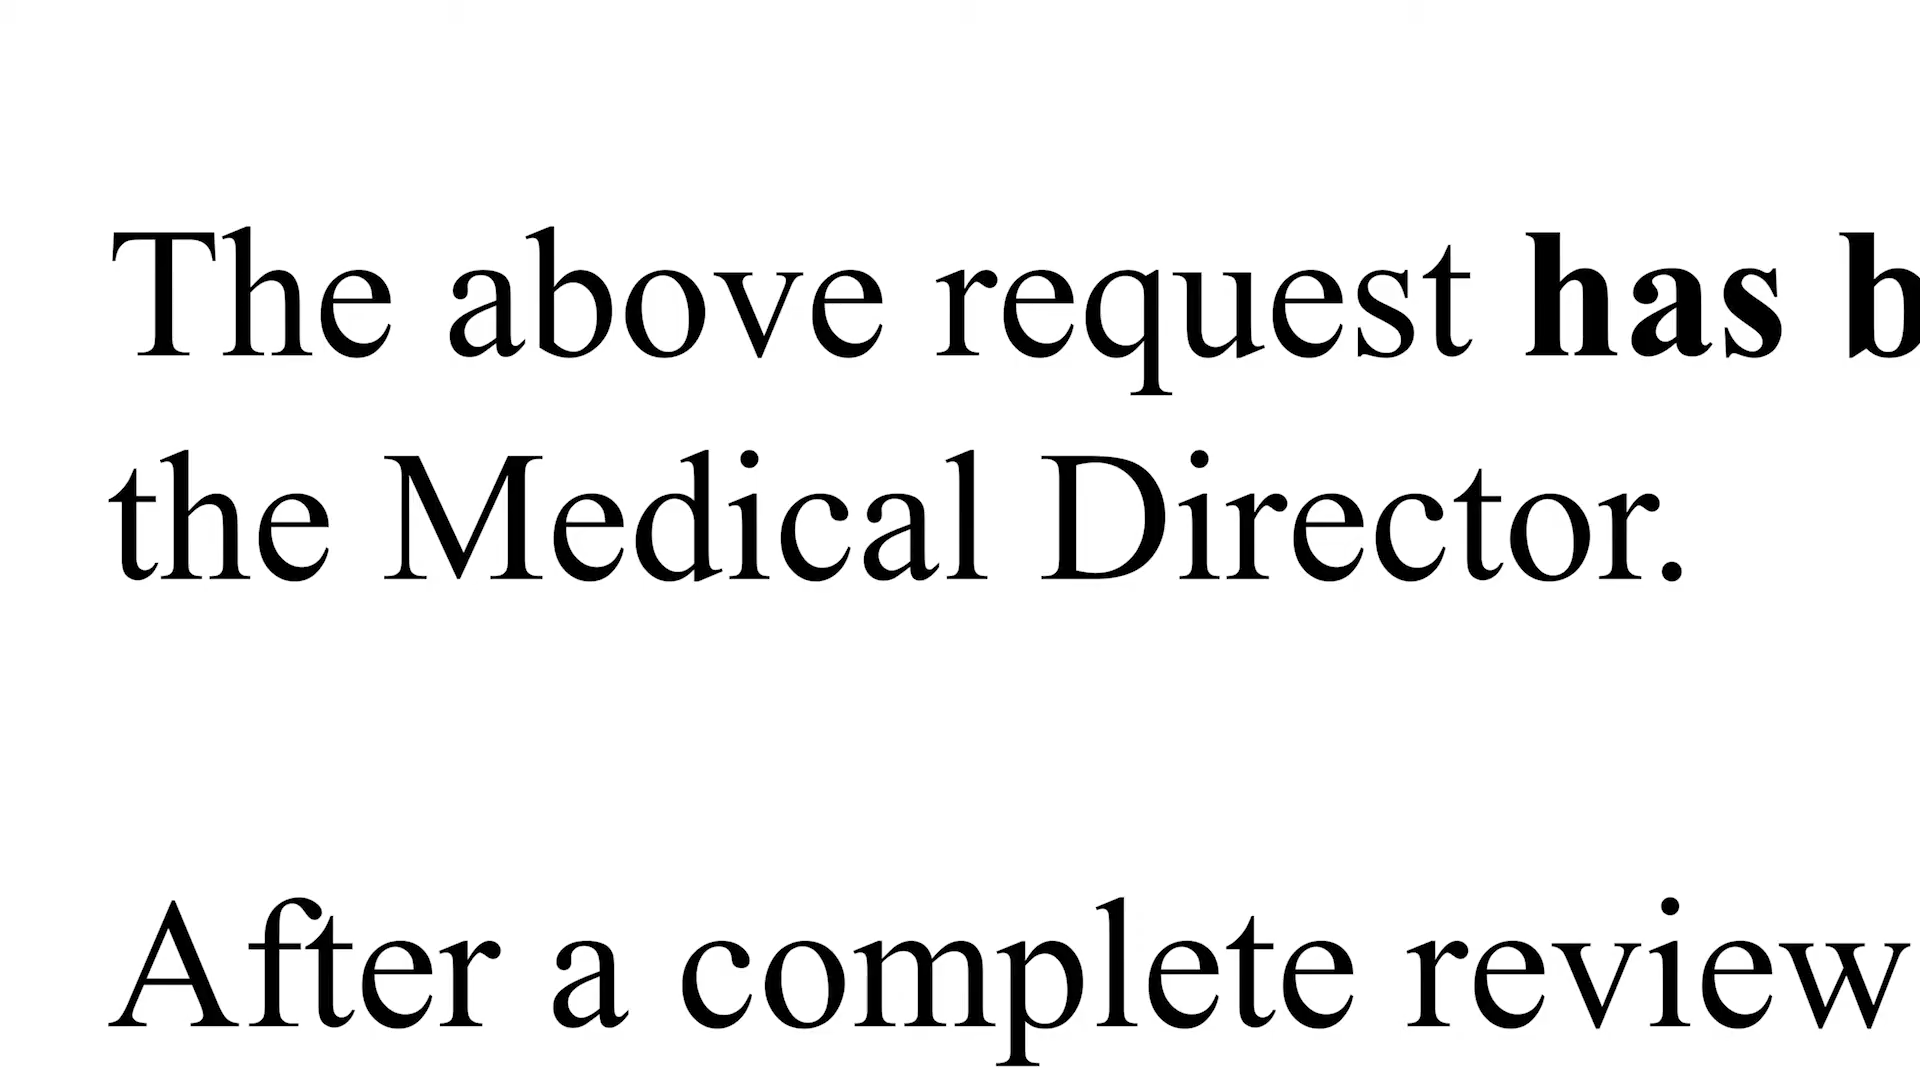 The above request has b
the Medical Director.
After a complete review